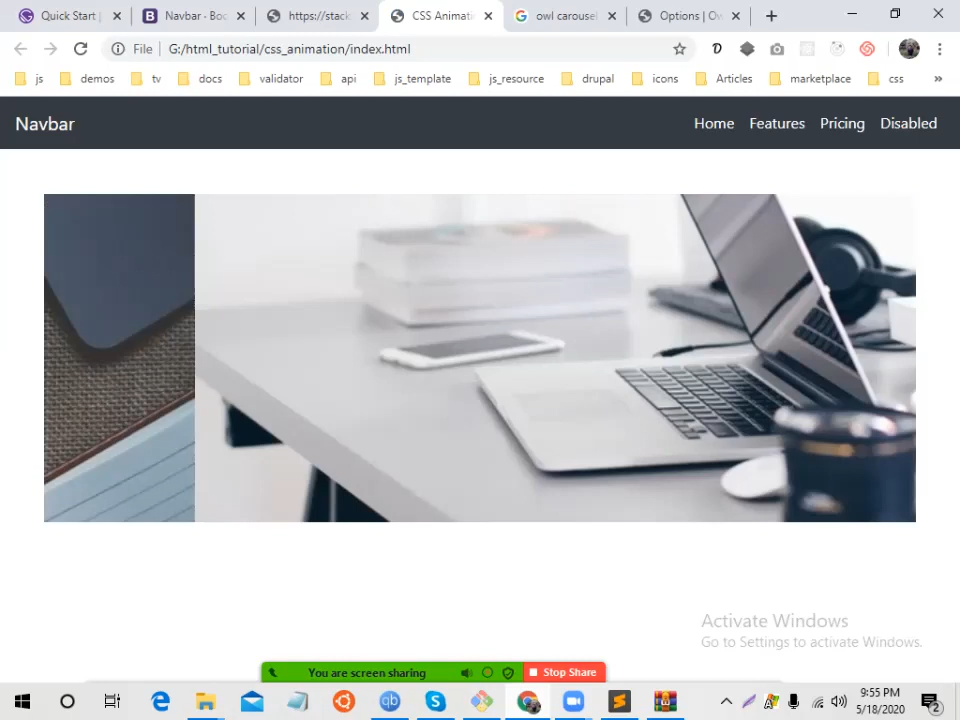 Quick Start |
Navbar - Boo
https://stack
CSS Animati
owl carousel
Options | Ow
File
G:/html_tutorial/css_animation/index.html
js
demos
tv
docs
validator
api
js_template
js_resource
drupal
icons
Articles
marketplace
css
»
Navbar
Home
Features
Pricing
Disabled
Activate Windows
Go to Settings to activate Windows.
You are screen sharing
Stop Share
9:55 PM
5/18/2020
2